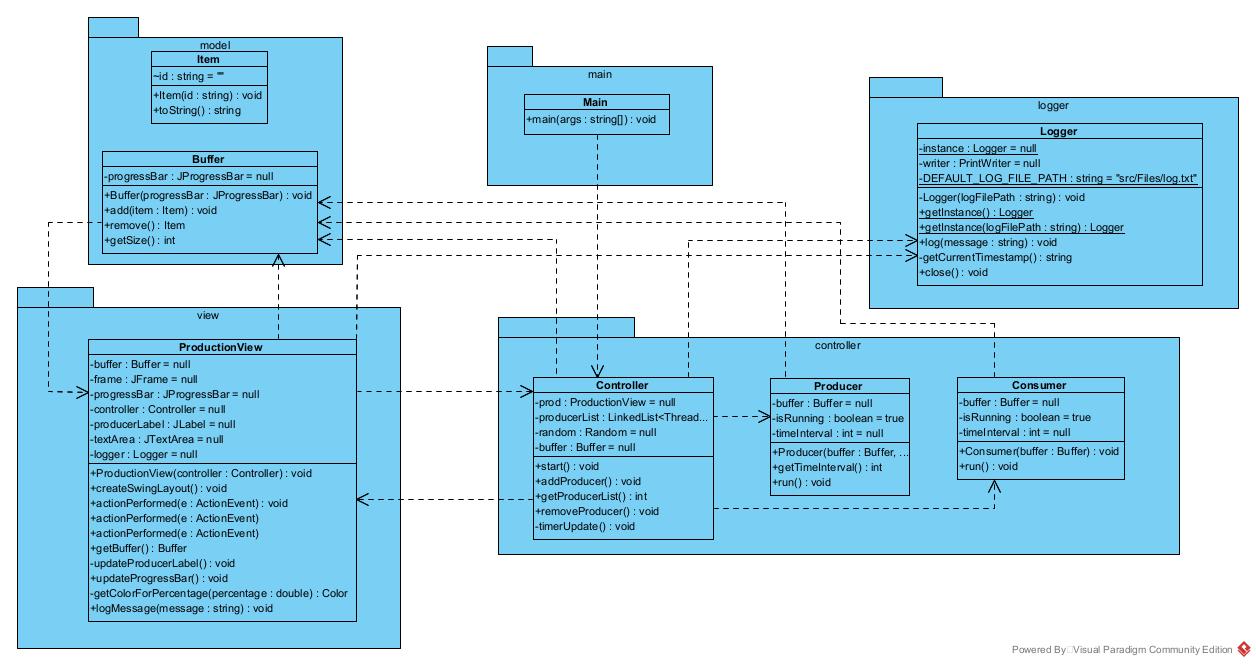 model
Item
~id : string = ""
+Item(id : string) : void
+toString() : string
Buffer
-progressBar : JProgressBar = null
+Buffer(progressBar : JProgressBar) : void
+add(item : Item) : void
+remove() : Item
+getSize() : int
main
Main
+main(args : string[]) : void
logger
Logger
-instance : Logger = null
-writer : PrintWriter = null
-DEFAULT_LOG_FILE_PATH : string = "src/Files/log.txt"
-Logger(logFilePath : string) : void
+getInstance() : Logger
+getInstance(logFilePath : string) : Logger
+log(message : string) : void
-getCurrentTimestamp() : string
+close() : void
view
ProductionView
-buffer : Buffer = null
-frame : JFrame = null
-progressBar : JProgressBar = null
-controller : Controller = null
-producerLabel : JLabel = null
-textArea : JTextArea = null
-logger : Logger = null
+ProductionView(controller : Controller) : void
+createSwingLayout() : void
+actionPerformed(e : ActionEvent) : void
+actionPerformed(e : ActionEvent)
+actionPerformed(e : ActionEvent)
+getBuffer() : Buffer
-updateProducerLabel() : void
+updateProgressBar() : void
-getColorForPercentage(percentage : double) : Color
+logMessage(message : string) : void
controller
Controller
-prod : ProductionView = null
-producerList : LinkedList<Thread...
-random : Random = null
-buffer : Buffer = null
+start() : void
+addProducer() : void
+getProducerList() : int
+removeProducer() : void
-timerUpdate() : void
Producer
-buffer : Buffer = null
-isRunning : boolean = true
-timeInterval : int = null
+Producer(buffer : Buffer, ...
+getTimeInterval() : int
+run() : void
Consumer
-buffer : Buffer = null
-isRunning : boolean = true
-timeInterval : int = null
+Consumer(buffer : Buffer) : void
+run() : void
Powered By Visual Paradigm Community Edition